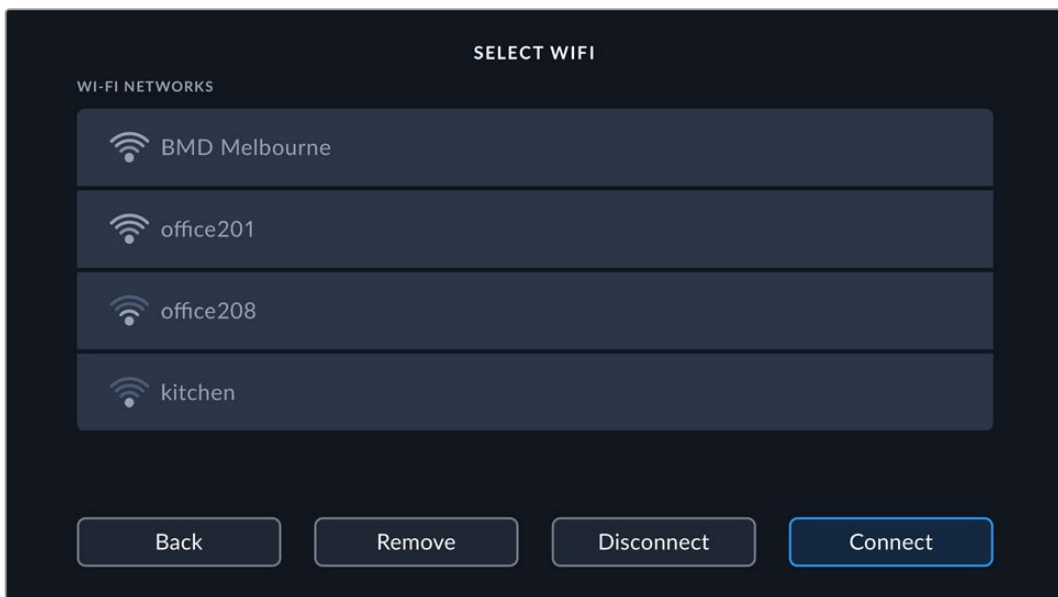 SELECT WIFI
WI-FI NETWORKS
BMD Melbourne
office201
office208
kitchen
Back
Remove
Disconnect
Connect